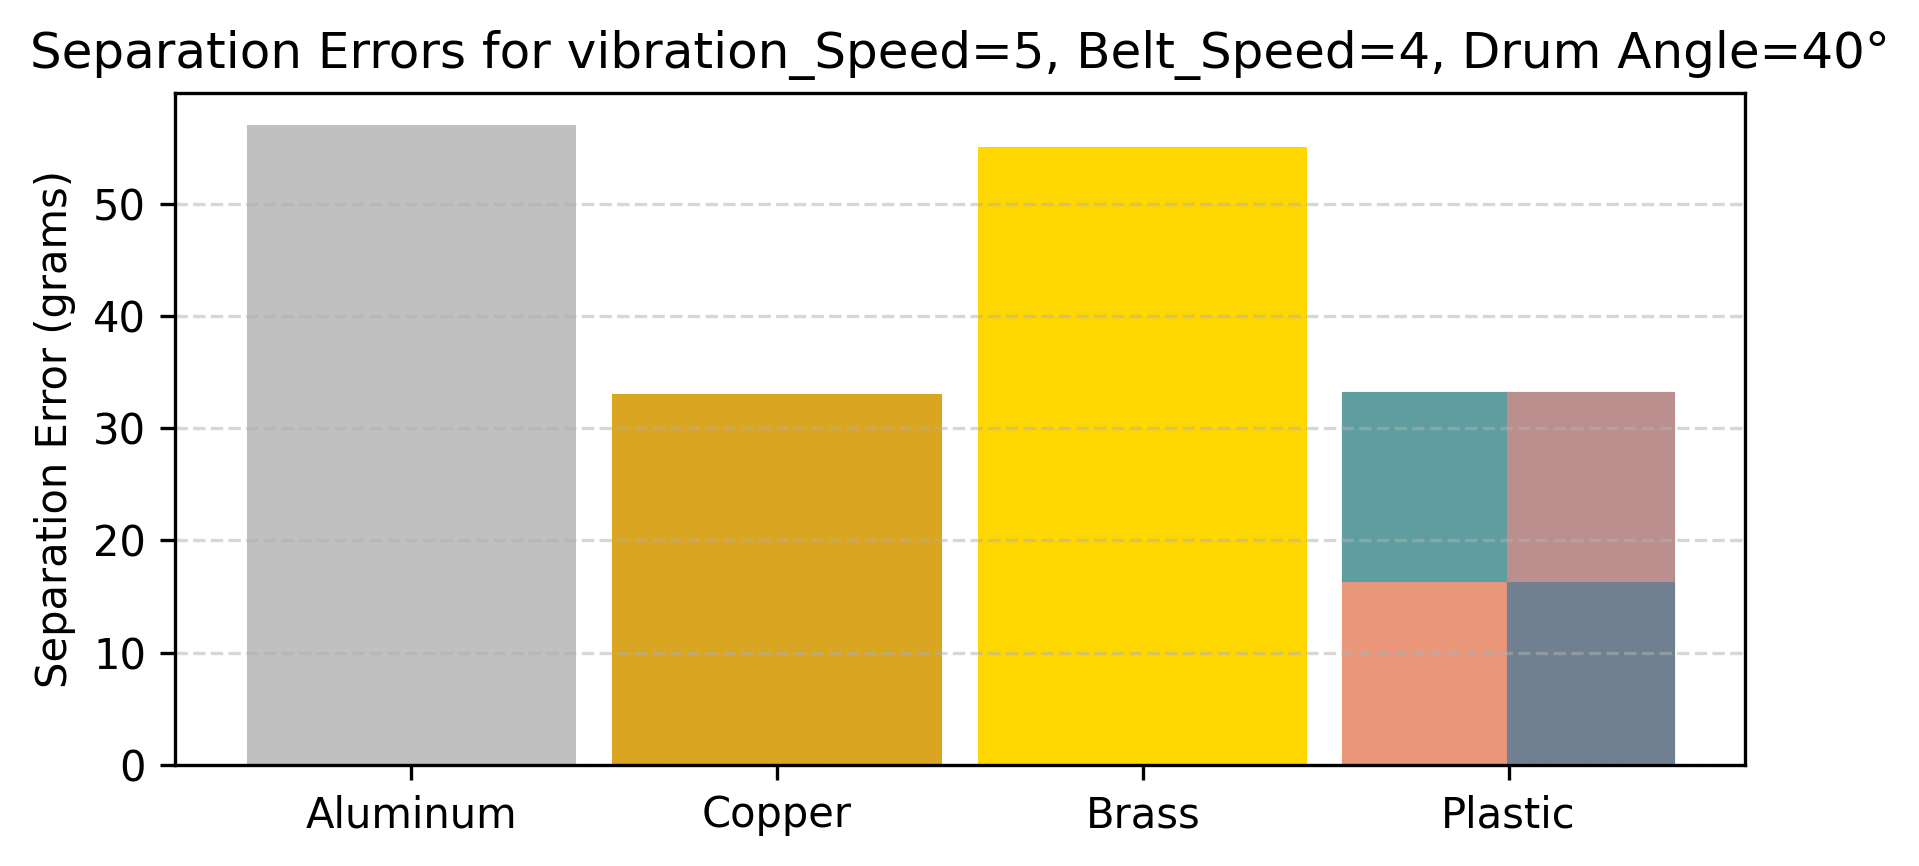 Separation Errors for vibration_Speed=5, Belt_Speed=4, Drum Angle=40°
Separation Error (grams)
50
40
30
20
10
0
Aluminum
Copper
Brass
Plastic